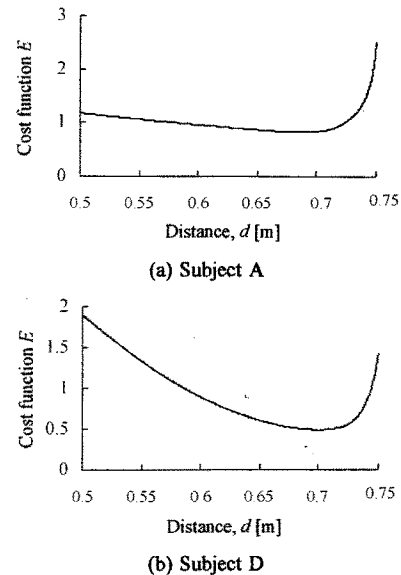 3
2
1
0
Cost function E
0.5 0.55 0.6 0.65 0.7 0.75
Distance, d [m]
(a) Subject A
2
1.5
1
0.5
0
Cost function E
0.5 0.55 0 6 0.65 0.7 0.75
Distance, d [m]
(b) Subject D